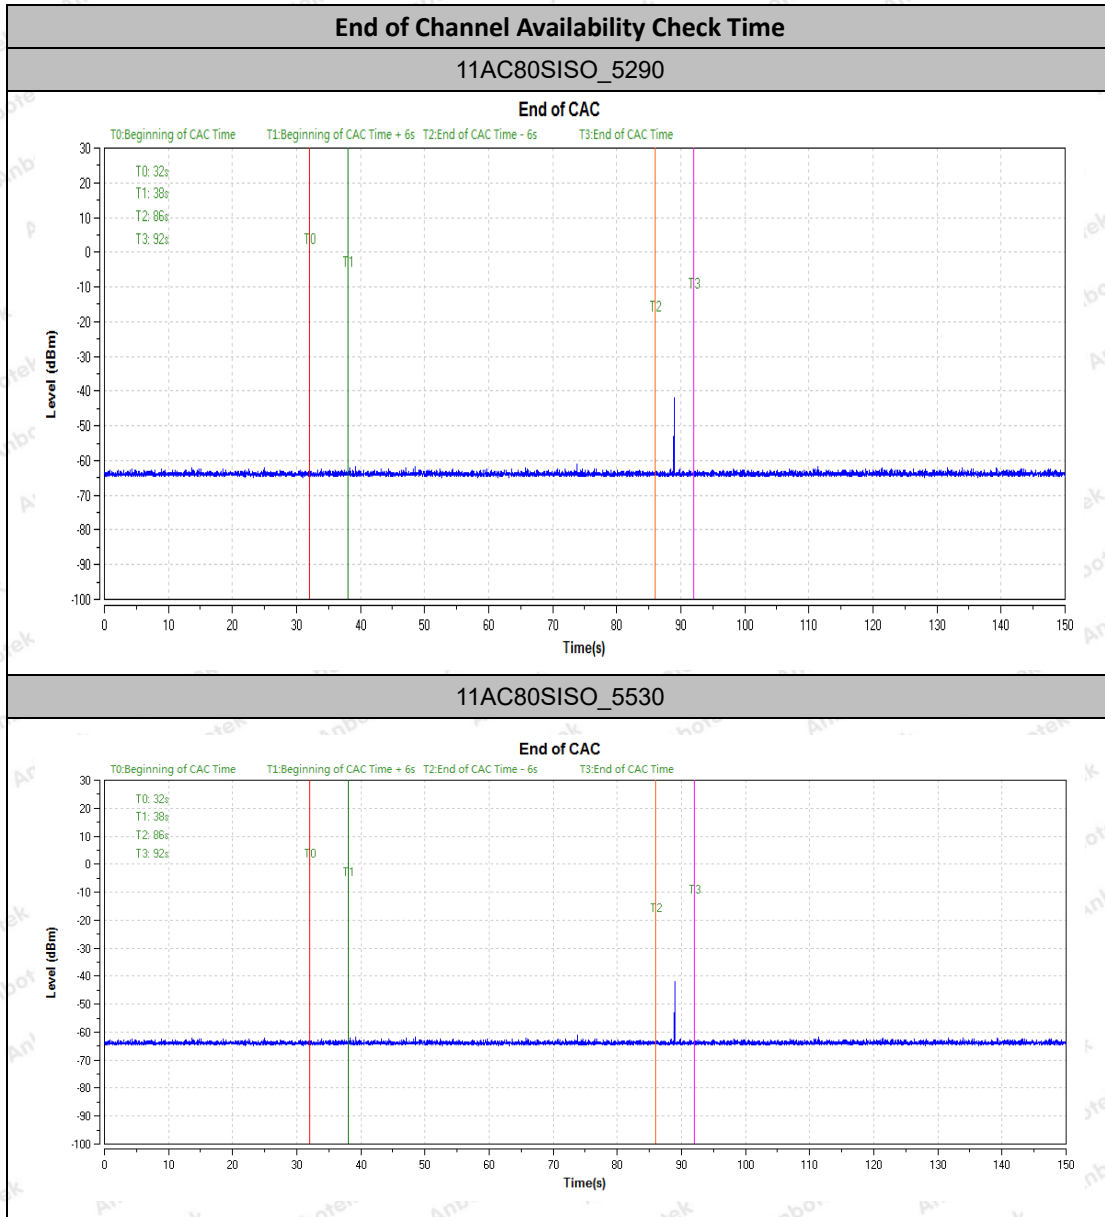 End of Channel Availability Check Time
11AC80SISO_5290
End of CAC
T0:Beginning of CAC Time T1:Beginning of CAC Time + 6s T2:End of CAC Time - 6s T3:End of CAC Time
T0: 32s
T1: 38s
T2: 86s
T3: 92s
T0
T1
T3
T2
30
20
10
0
-10
-20
-30
-40
-50
-60
-70
-80
-90
-100
Level (dBm)
0 10 20 30 40 50 60 70 80 90 100 110 120 130 140 150
Time(s)
11AC80SISO_5530
End of CAC
T0:Beginning of CAC Time T1:Beginning of CAC Time + 6s T2:End of CAC Time - 6s T3:End of CAC Time
T0: 32s
T1: 38s
T2: 86s
T3: 92s
T0
T1
T3
T2
30
20
10
0
-10
-20
-30
-40
-50
-60
-70
-80
-90
-100
Level (dBm)
0 10 20 30 40 50 60 70 80 90 100 110 120 130 140 150
Time(s)